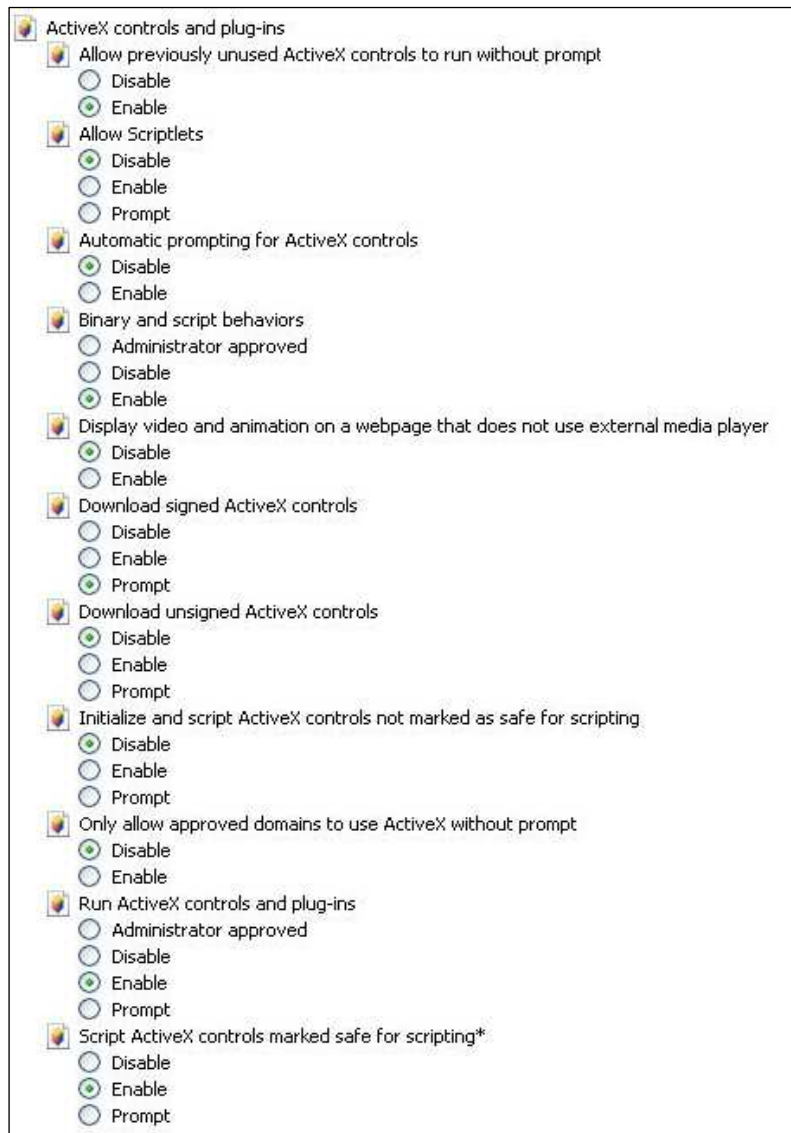 ActiveX controls and plug-ins
Allow previously unused ActiveX controls to run without prompt
Disable
Enable
Allow Scriptlets
Disable
Enable
Prompt
Automatic prompting for ActiveX controls
Disable
Enable
Binary and script behaviors
Administrator approved
Disable
Enable
Display video and animation on a webpage that does not use external media player
Disable
Enable
Download signed ActiveX controls
Disable
Enable
Prompt
Download unsigned ActiveX controls
Disable
Enable
Prompt
Initialize and script ActiveX controls not marked as safe for scripting
Disable
Enable
Prompt
Only allow approved domains to use ActiveX without prompt
Disable
Enable
Run ActiveX controls and plug-ins
Administrator approved
Disable
Enable
Prompt
Script ActiveX controls marked safe for scripting*
Disable
Enable
Prompt